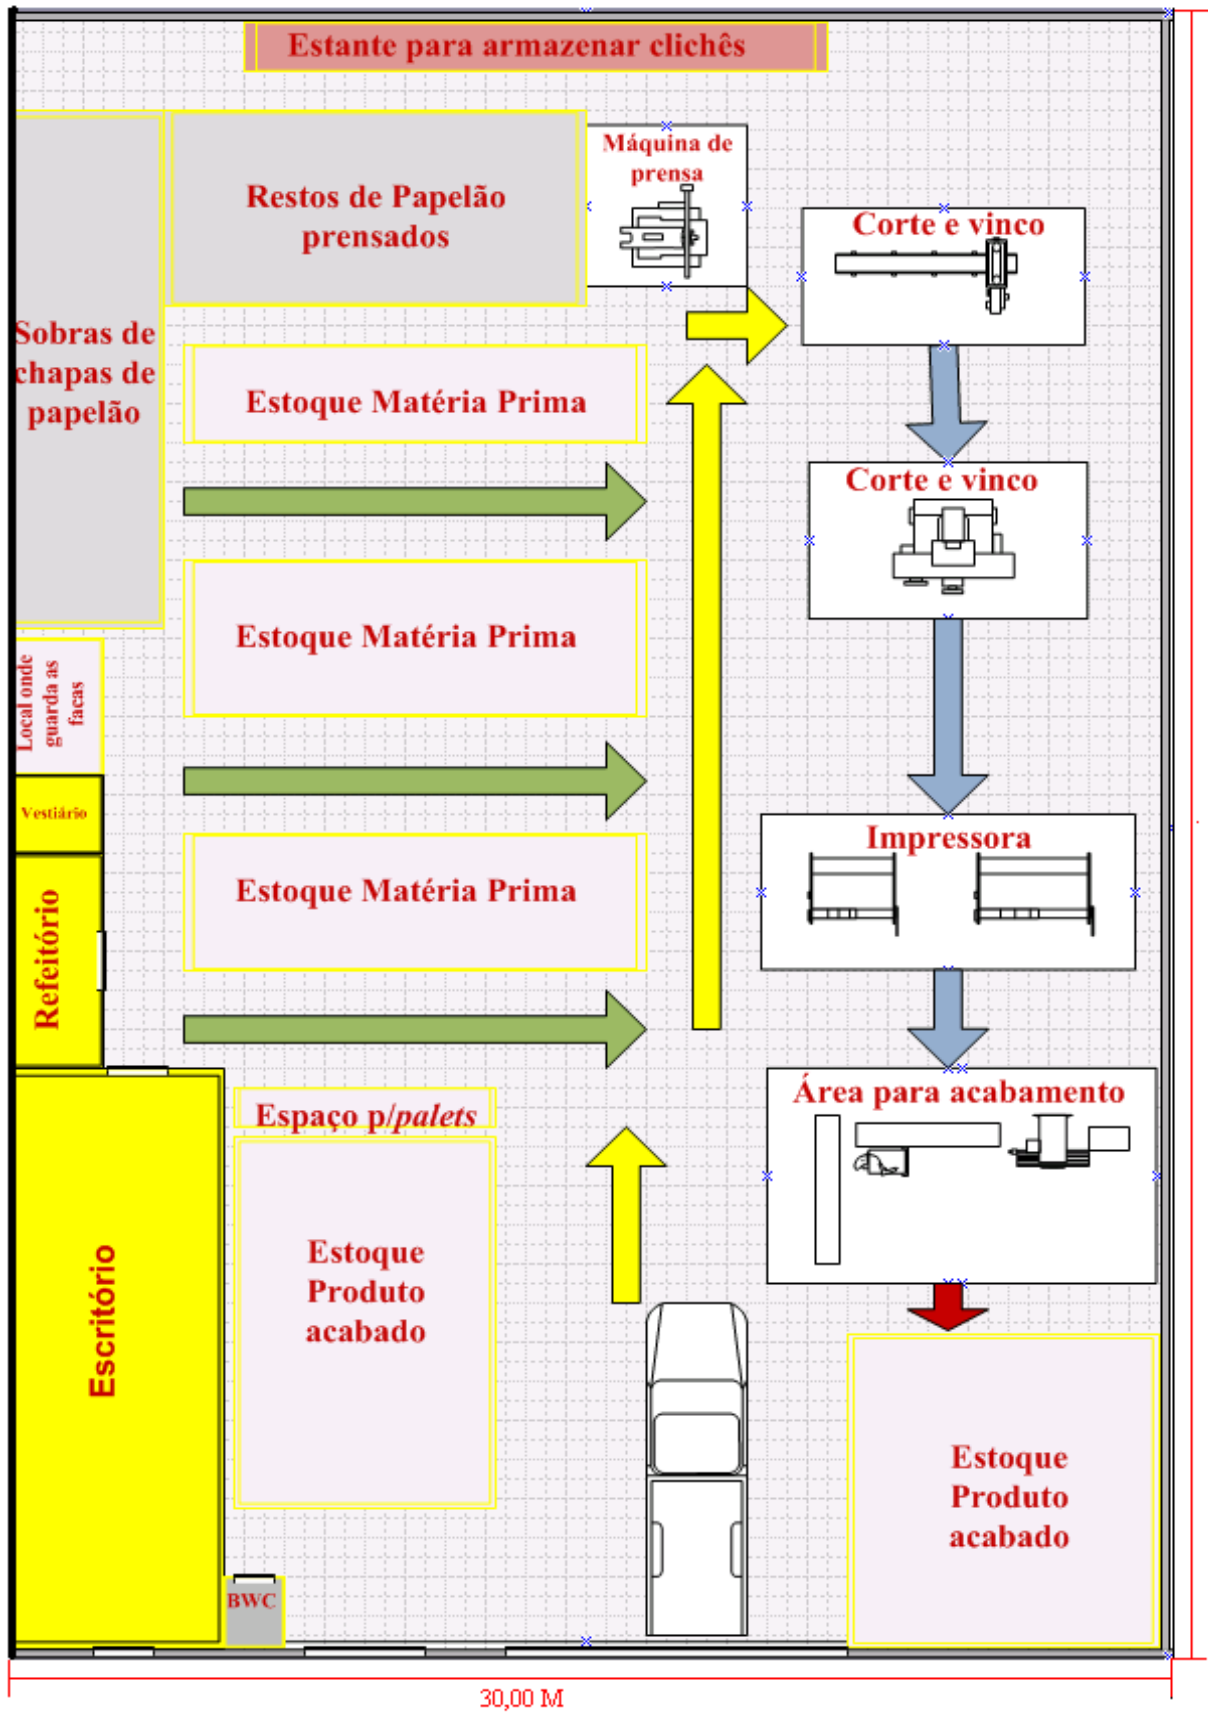 Estante para armazenar clichês
Máquina de
prensa
Restos de Papelão
prensados
Corte e vinco
Sobras de
chapas de
papelão
Estoque Matéria Prima
Corte e vinco
Estoque Matéria Prima
Local onde
guarda as
facas
Vestiário
Impressora
Estoque Matéria Prima
Refeitório
Área para acabamento
Espaço p/palets
Estoque
Produto
acabado
Escritório
Estoque
Produto
acabado
BWC
30,00 M